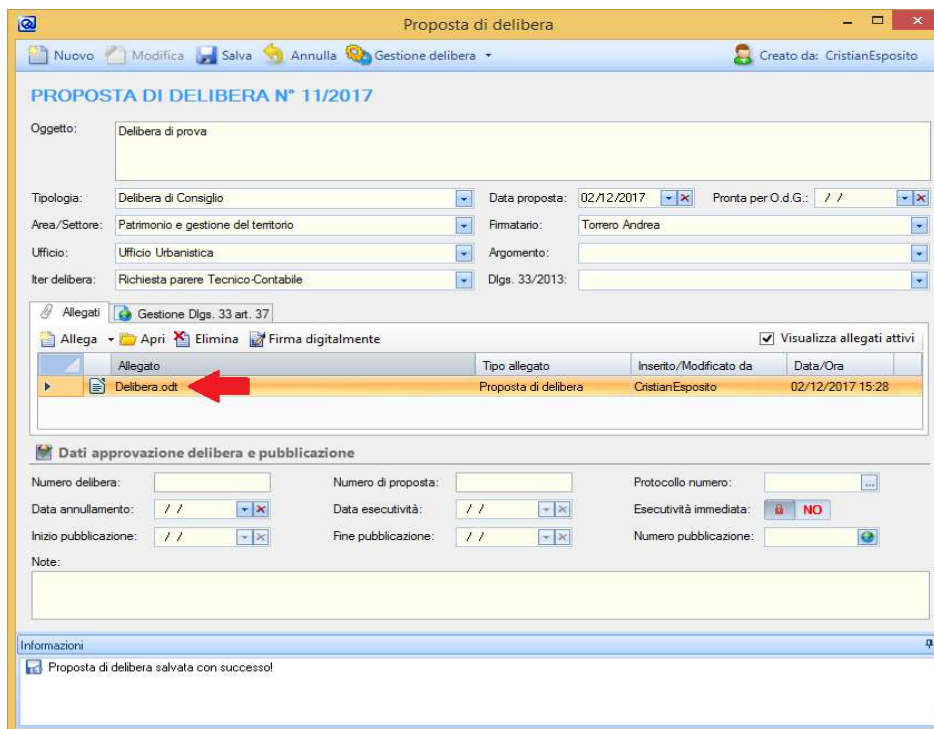 Proposta di delibera
Nuovo Modifica Salva Annulla Gestione delibera Creato da: CristianEsposito
PROPOSTA DI DELIBERA N° 11/2017
Oggetto: Delibera di prova
Tipologia: Delibera di Consiglio Data proposta: 02/12/2017 Pronta per O.d.G.: / /
Area/Settore: Patrimonio e gestione del territorio Firmatario: Torrero Andrea
Ufficio: Ufficio Urbanistica Argomento:
Iter delibera: Richiesta parere Tecnico-Contabile Dlgs. 33/2013:
Allegati Gestione Dlgs. 33 art. 37
Allega Apri Elimina Firma digitalmente Visualizza allegati attivi
Allegato Tipo allegato Inserito/Modificato da Data/Ora
Delibera.odt Proposta di delibera CristianEsposito 02/12/2017 15:28
Dati approvazione delibera e pubblicazione
Numero delibera: Numero di proposta: Protocollo numero: ...
Data annullamento: / / Data esecutività: / / Esecutività immediata: NO
Inizio pubblicazione: / / Fine pubblicazione: / / Numero pubblicazione:
Note:
Informazioni
Proposta di delibera salvata con successo!